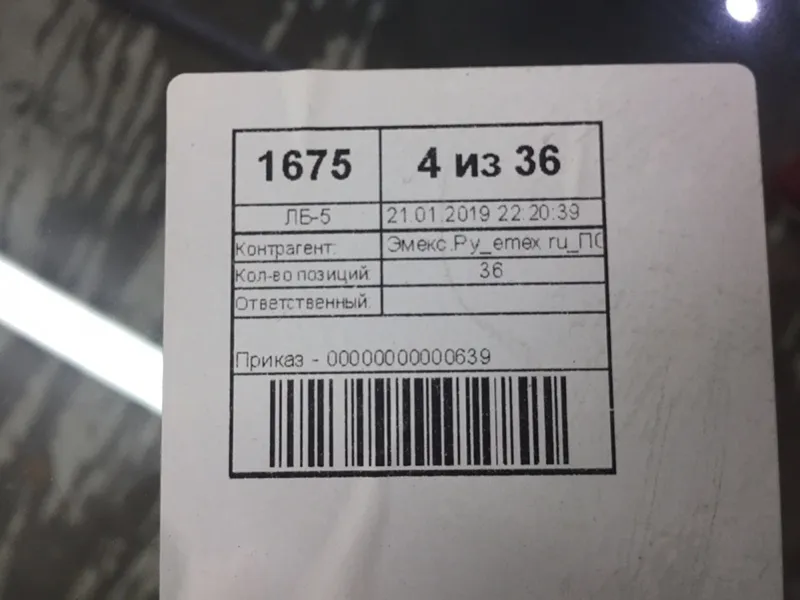 1675 4 из 36
ЛБ-5 21.01.2019 22:20:39
Контрагент: Эмекс.Ру_emex ru_ПО
Кол-во позиций: 36
Ответственный:
Приказ - 00000000000639